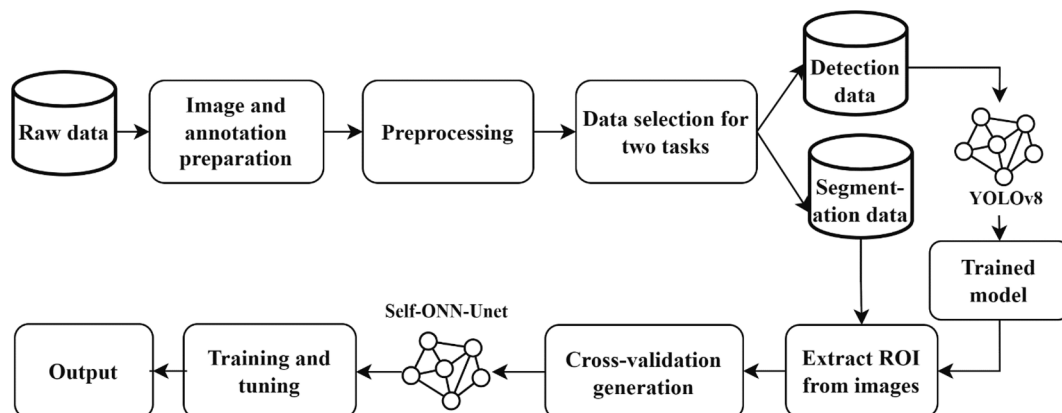 Raw data
Image and
annotation
preparation
Preprocessing
Data selection for
two tasks
Detection
data
Segment-
ation data
YOLOv8
Trained
model
Extract ROI
from images
Cross-validation
generation
Self-ONN-Unet
Training and
tuning
Output